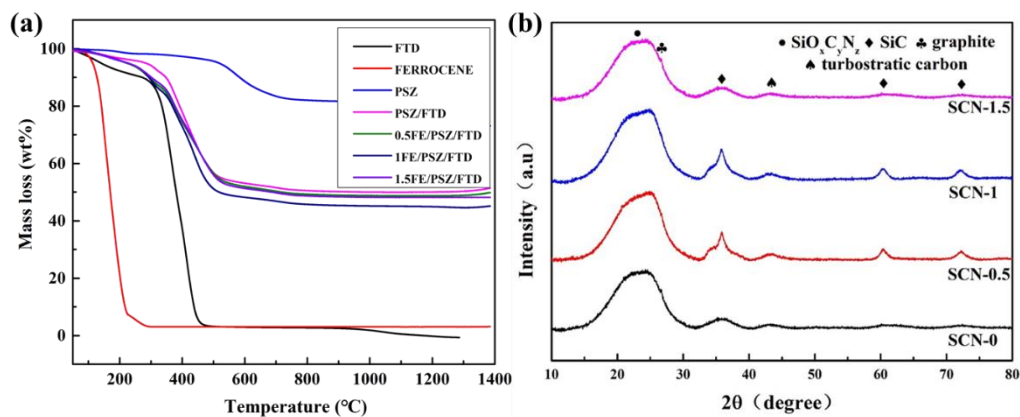 (a)
Mass loss (wt%)
100
80
60
40
20
0
200
400
600
800
1000
1200
1400
Temperature (℃)
FTD
FERROCENE
PSZ
PSZ/FTD
0.5FE/PSZ/FTD
1FE/PSZ/FTD
1.5FE/PSZ/FTD
(b)
Intensity (a.u)
● SiOxCyNz ♦ SiC ♣ graphite
♠ turbostratic carbon
SCN-1.5
SCN-1
SCN-0.5
SCN-0
10
20
30
40
50
60
70
80
2θ (degree)